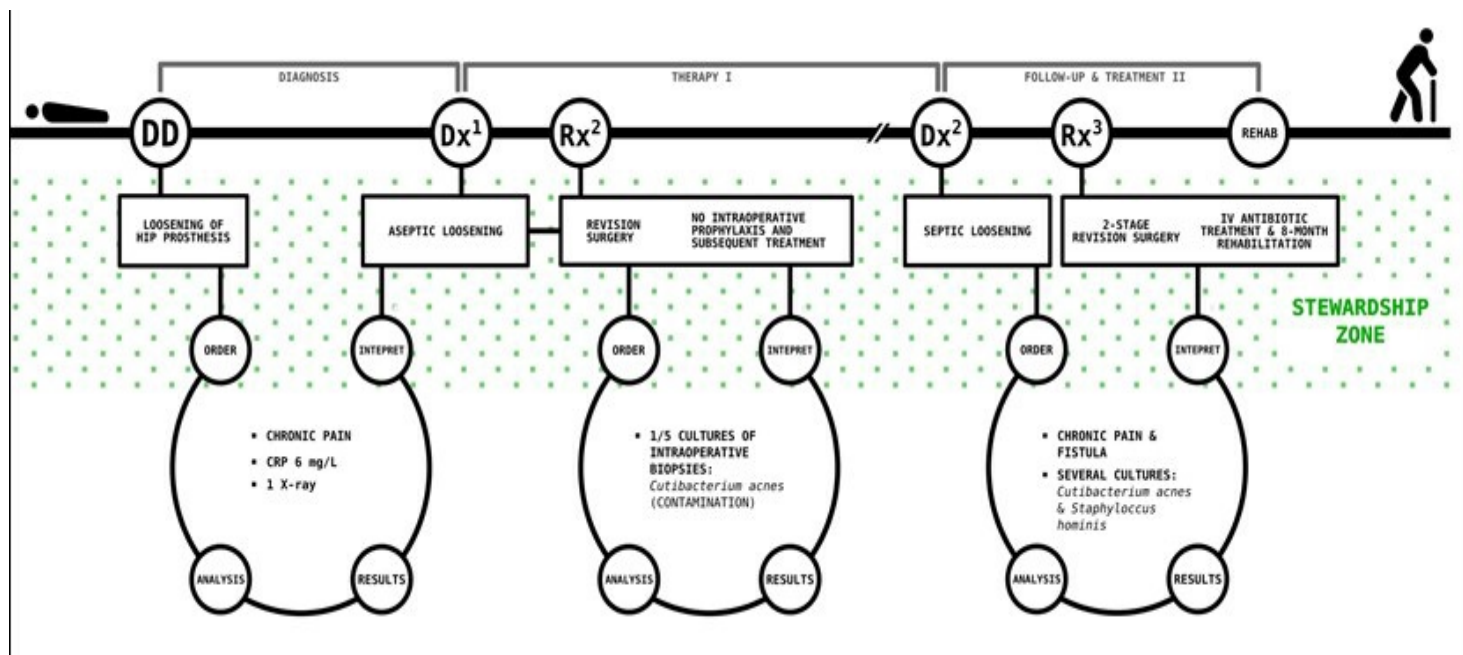 DIAGNOSIS
THERAPY I
FOLLOW-UP & TREATMENT II
DD
Dx1
Rx2
Dx2
Rx3
REHAB
LOOSENING OF
HIP PROSTHESIS
ASEPTIC LOOSENING
REVISION
SURGERY
NO INTRAOPERATIVE
PROPHYLAXIS AND
SUBSEQUENT TREATMENT
SEPTIC LOOSENING
2-STAGE
REVISION SURGERY
IV ANTIBIOTIC
TREATMENT & 8-MONTH
REHABILITATION
STEWARDSHIP
ZONE
ORDER
INTEPRET
ORDER
INTEPRET
ORDER
INTEPRET
▪ CHRONIC PAIN
▪ CRP 6 mg/L
▪ 1 X-ray
▪ 1/5 CULTURES OF
INTRAOPERATIVE
BIOPSIES:
Cutibacterium acnes
(CONTAMINATION)
▪ CHRONIC PAIN &
FISTULA
▪ SEVERAL CULTURES:
Cutibacterium acnes
& Staphyloccus
hominis
ANALYSIS
RESULTS
ANALYSIS
RESULTS
ANALYSIS
RESULTS